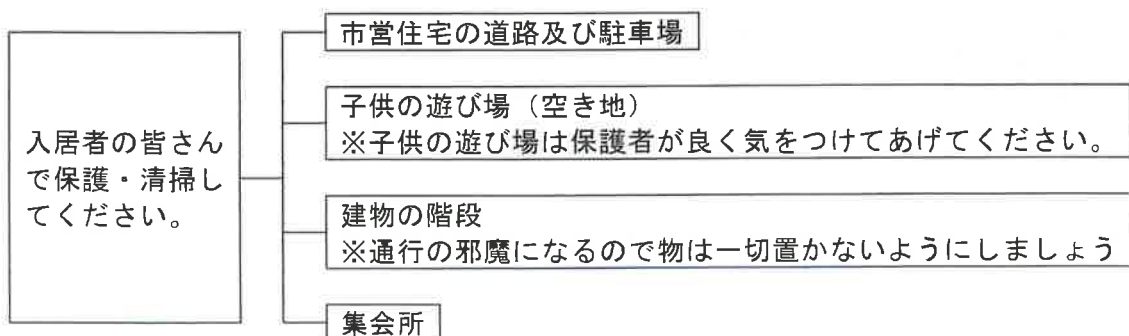 入居者の皆さん
で保護・清掃し
てください。
市営住宅の道路及び駐車場
子供の遊び場（空き地）
※子供の遊び場は保護者が良く気をつけてあげてください。
建物の階段
※通行の邪魔になるので物は一切置かないようにしましょう
集会所